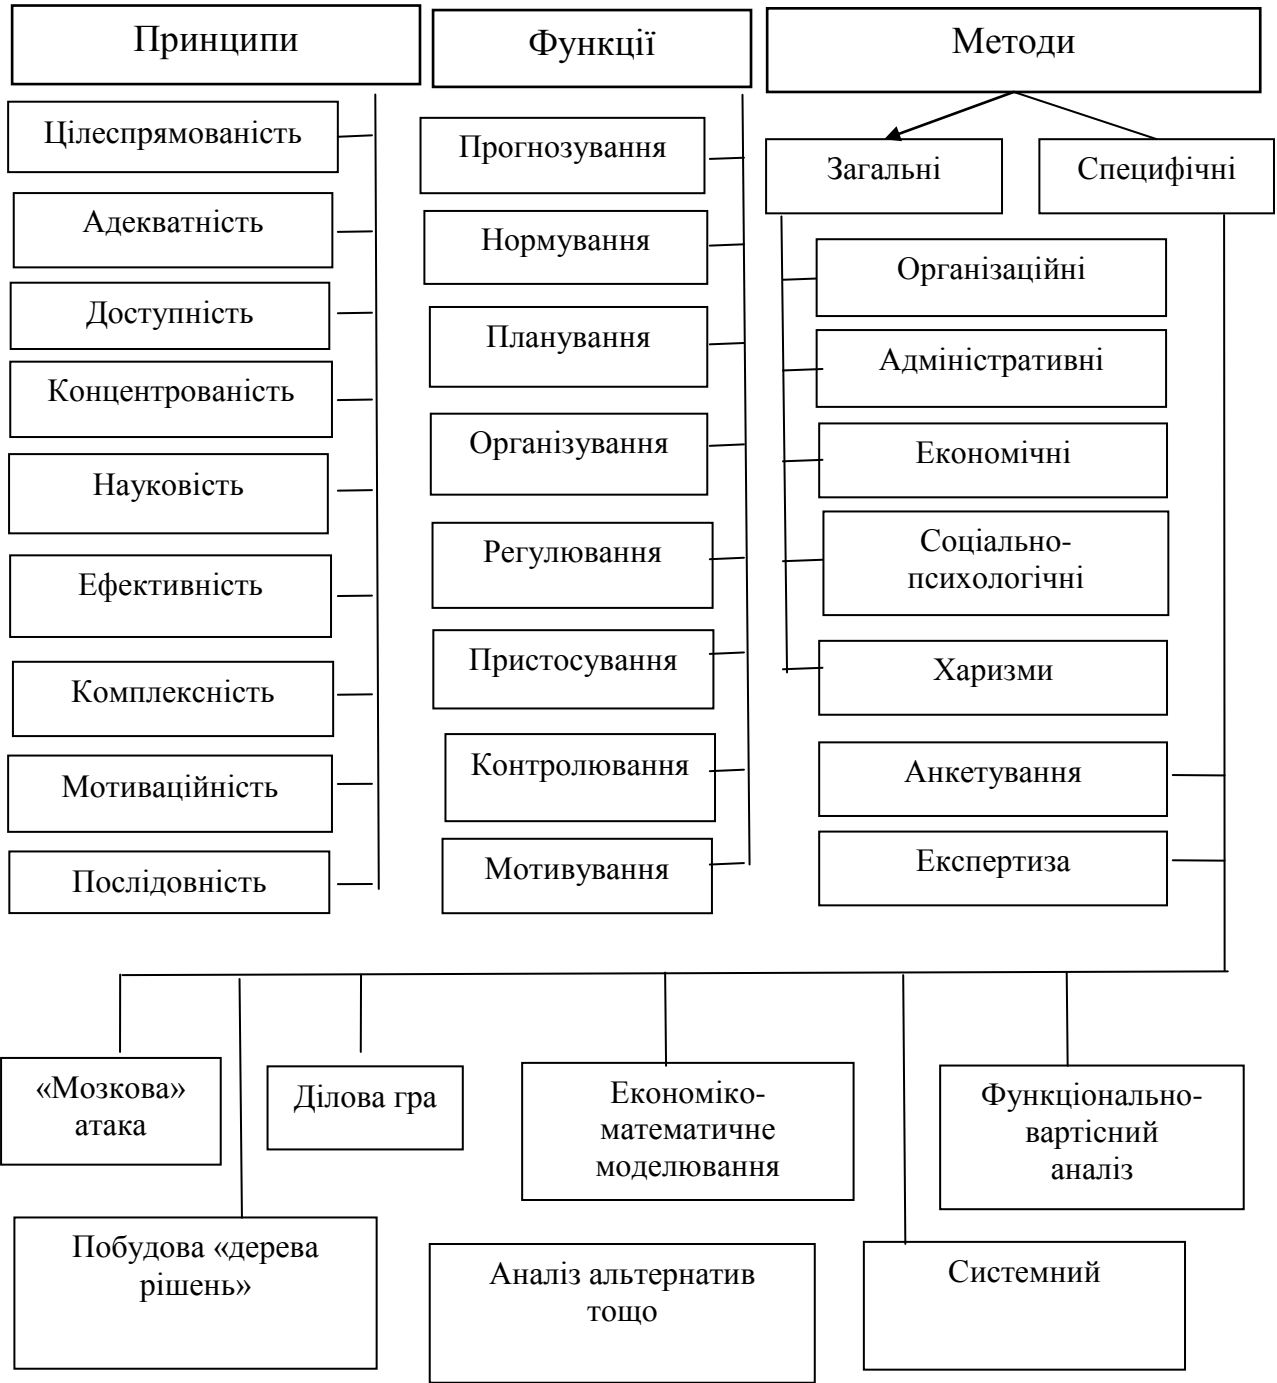 Принципи
Цілеспрямованість
Адекватність
Доступність
Концентрованість
Науковість
Ефективність
Комплексність
Мотиваційність
Послідовність
Функції
Прогнозування
Нормування
Планування
Організування
Регулювання
Пристосування
Контролювання
Мотивування
Методи
Загальні
Специфічні
Організаційні
Адміністративні
Економічні
Соціально-
психологічні
Харизми
Анкетування
Експертиза
«Мозкова»
атака
Ділова гра
Економіко-
математичне
моделювання
Функціонально-
вартісний
аналіз
Побудова «дерева
рішень»
Аналіз альтернатив
тощо
Системний